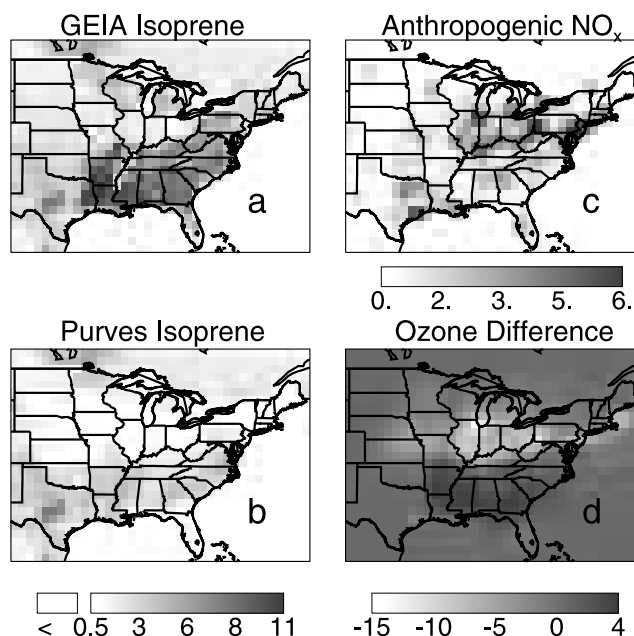 GEIA Isoprene
a
Anthropogenic NOx
c
0. 2. 3. 5. 6.
Purves Isoprene
b
< 0.5 3 6 8 11
Ozone Difference
d
-15 -10 -5 0 4